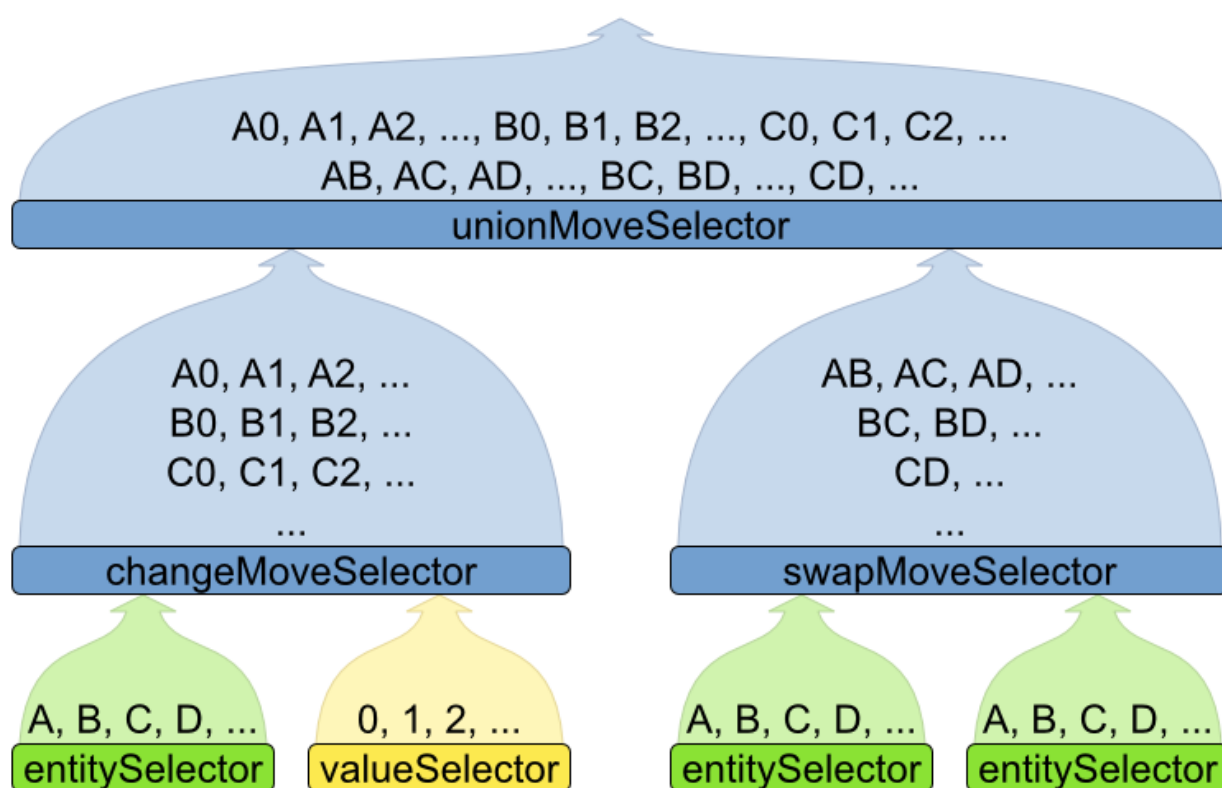 A0, A1, A2, ..., B0, B1, B2, ..., C0, C1, C2, ...
AB, AC, AD, ..., BC, BD, ..., CD, ...
unionMoveSelector
A0, A1, A2, ...
B0, B1, B2, ...
C0, C1, C2, ...
...
changeMoveSelector
AB, AC, AD, ...
BC, BD, ...
CD, ...
...
swapMoveSelector
A, B, C, D, ...
entitySelector
0, 1, 2, ...
valueSelector
A, B, C, D, ...
entitySelector
A, B, C, D, ...
entitySelector